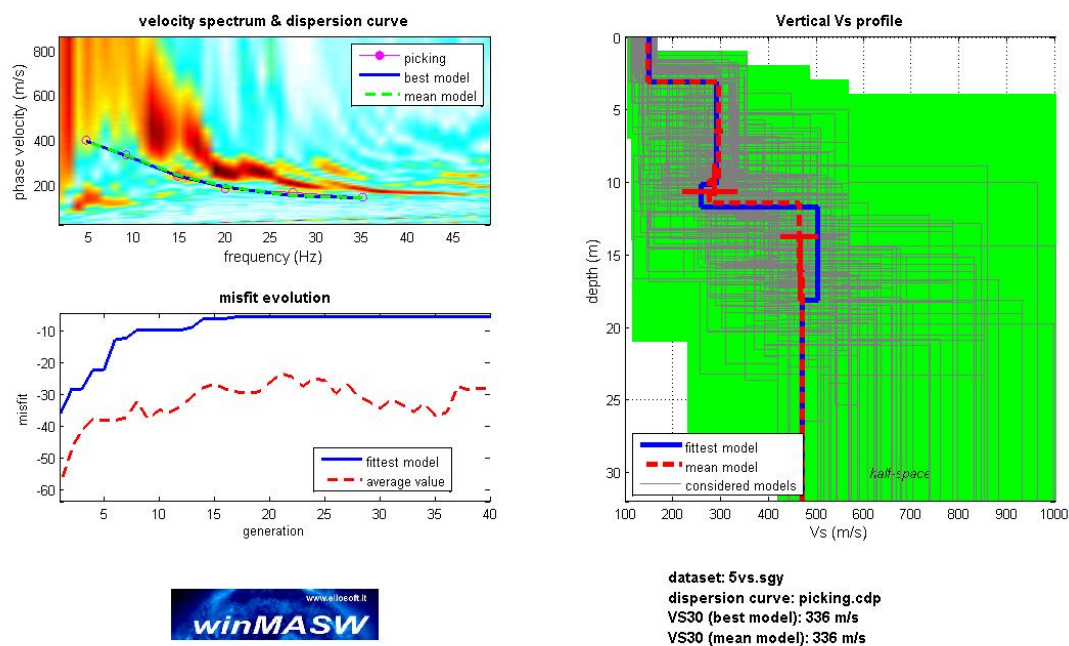 velocity spectrum & dispersion curve
800
600
400
200
phase velocity (m/s)
picking
best model
mean model
5 10 15 20 25 30 35 40 45
frequency (Hz)
misfit evolution
-10
-20
-30
-40
-50
-60
misfit
fittest model
average value
5 10 15 20 25 30 35 40
generation
www.eliosoft.it
winMASW
Vertical Vs profile
0
5
10
15
20
25
30
depth (m)
fittest model
mean model
considered models
half-space
100 200 300 400 500 600 700 800 900 1000
Vs (m/s)
dataset: 5vs.sgy
dispersion curve: picking.cdp
VS30 (best model): 336 m/s
VS30 (mean model): 336 m/s